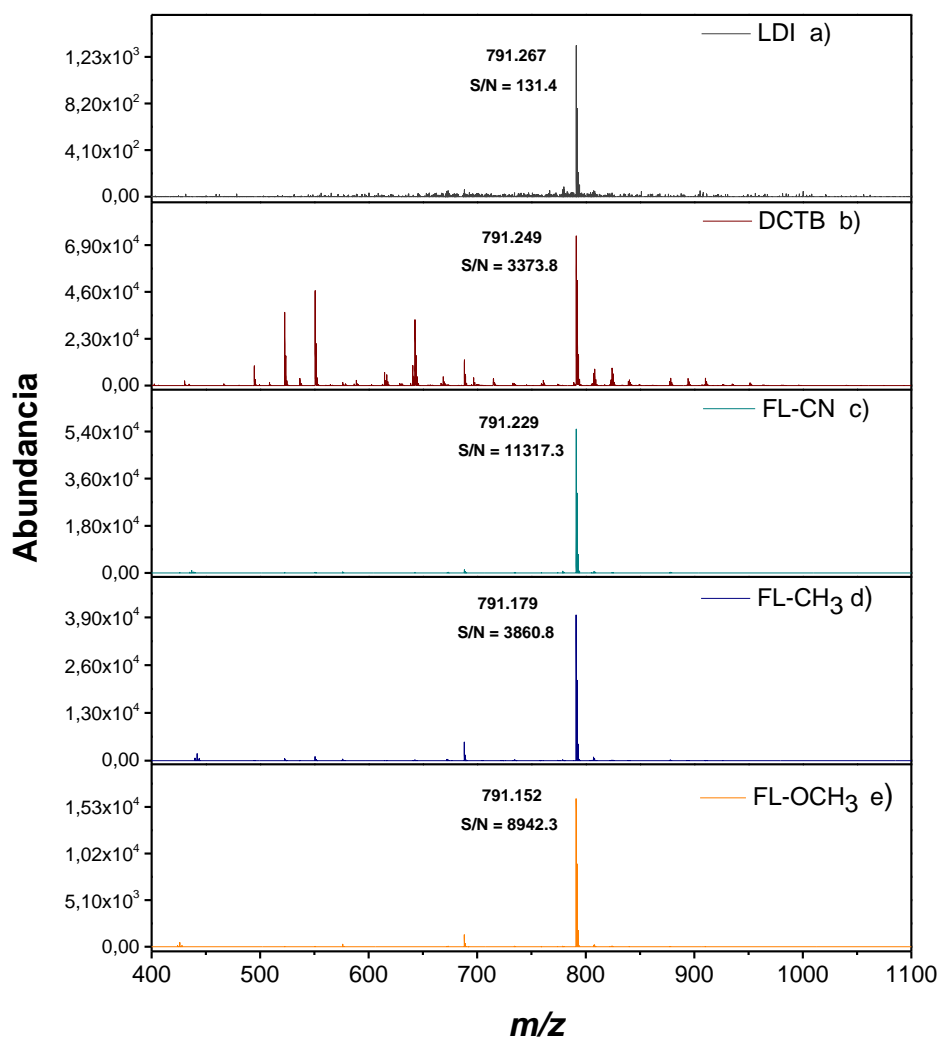 LDI a)
791.267
S/N = 131.4
1,23x10³
8,20x10²
4,10x10²
0,00
DCTB b)
791.249
S/N = 3373.8
6,90x10⁴
4,60x10⁴
2,30x10⁴
0,00
FL-CN c)
791.229
S/N = 11317.3
5,40x10⁴
3,60x10⁴
1,80x10⁴
0,00
FL-CH₃ d)
791.179
S/N = 3860.8
3,90x10⁴
2,60x10⁴
1,30x10⁴
0,00
FL-OCH₃ e)
791.152
S/N = 8942.3
1,53x10⁴
1,02x10⁴
5,10x10³
0,00
400 500 600 700 800 900 1000 1100
m/z
Abundancia